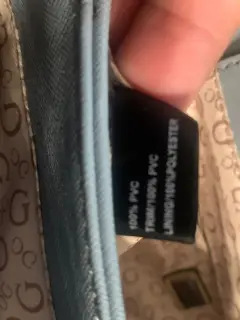 100% PVC
TRIM/100% PVC
LINING/100%POLYESTER